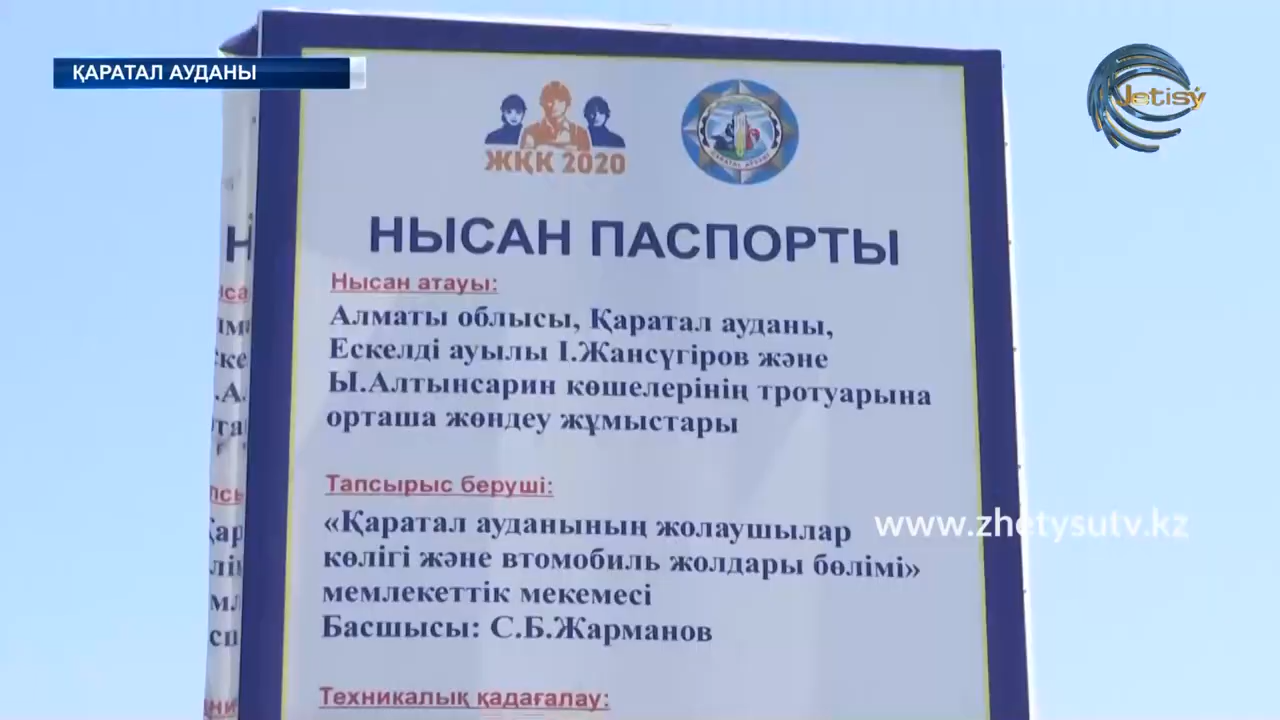 ҚАРАТАЛ АУДАНЫ
Jetisý
ЖҚК 2020
НЫСАН ПАСПОРТЫ
Нысан атауы:
Алматы облысы, Қаратал ауданы,
Ескелді ауылы І.Жансүгіров және
Ы.Алтынсарин көшелерінің тротуарына
орташа жөндеу жұмыстары
Тапсырыс беруші:
«Қаратал ауданының жолаушылар
көлігі және втомобиль жолдары бөлімі»
мемлекеттік мекемесі
Басшысы: С.Б.Жарманов
Техникалық қадағалау:
www.zhetysutv.kz